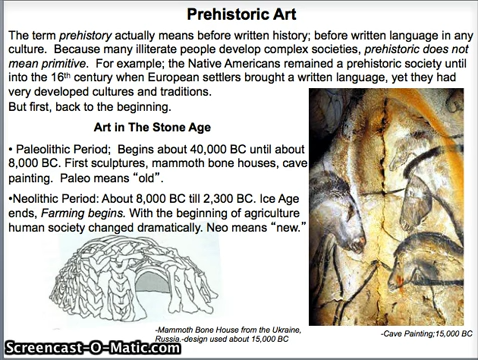 Prehistoric Art
The term prehistory actually means before written history; before written language in any
culture. Because many illiterate people develop complex societies, prehistoric does not
mean primitive. For example; the Native Americans remained a prehistoric society until
into the 16th century when European settlers brought a written language, yet they had
very developed cultures and traditions.
But first, back to the beginning.
Art in The Stone Age
• Paleolithic Period; Begins about 40,000 BC until about
8,000 BC. First sculptures, mammoth bone houses, cave
painting. Paleo means “old”.
•Neolithic Period: About 8,000 BC till 2,300 BC. Ice Age
ends, Farming begins. With the beginning of agriculture
human society changed dramatically. Neo means “new.”
-Mammoth Bone House from the Ukraine,
Russia.-design used about 15,000 BC
-Cave Painting;15,000 BC
Screencast-O-Matic.com